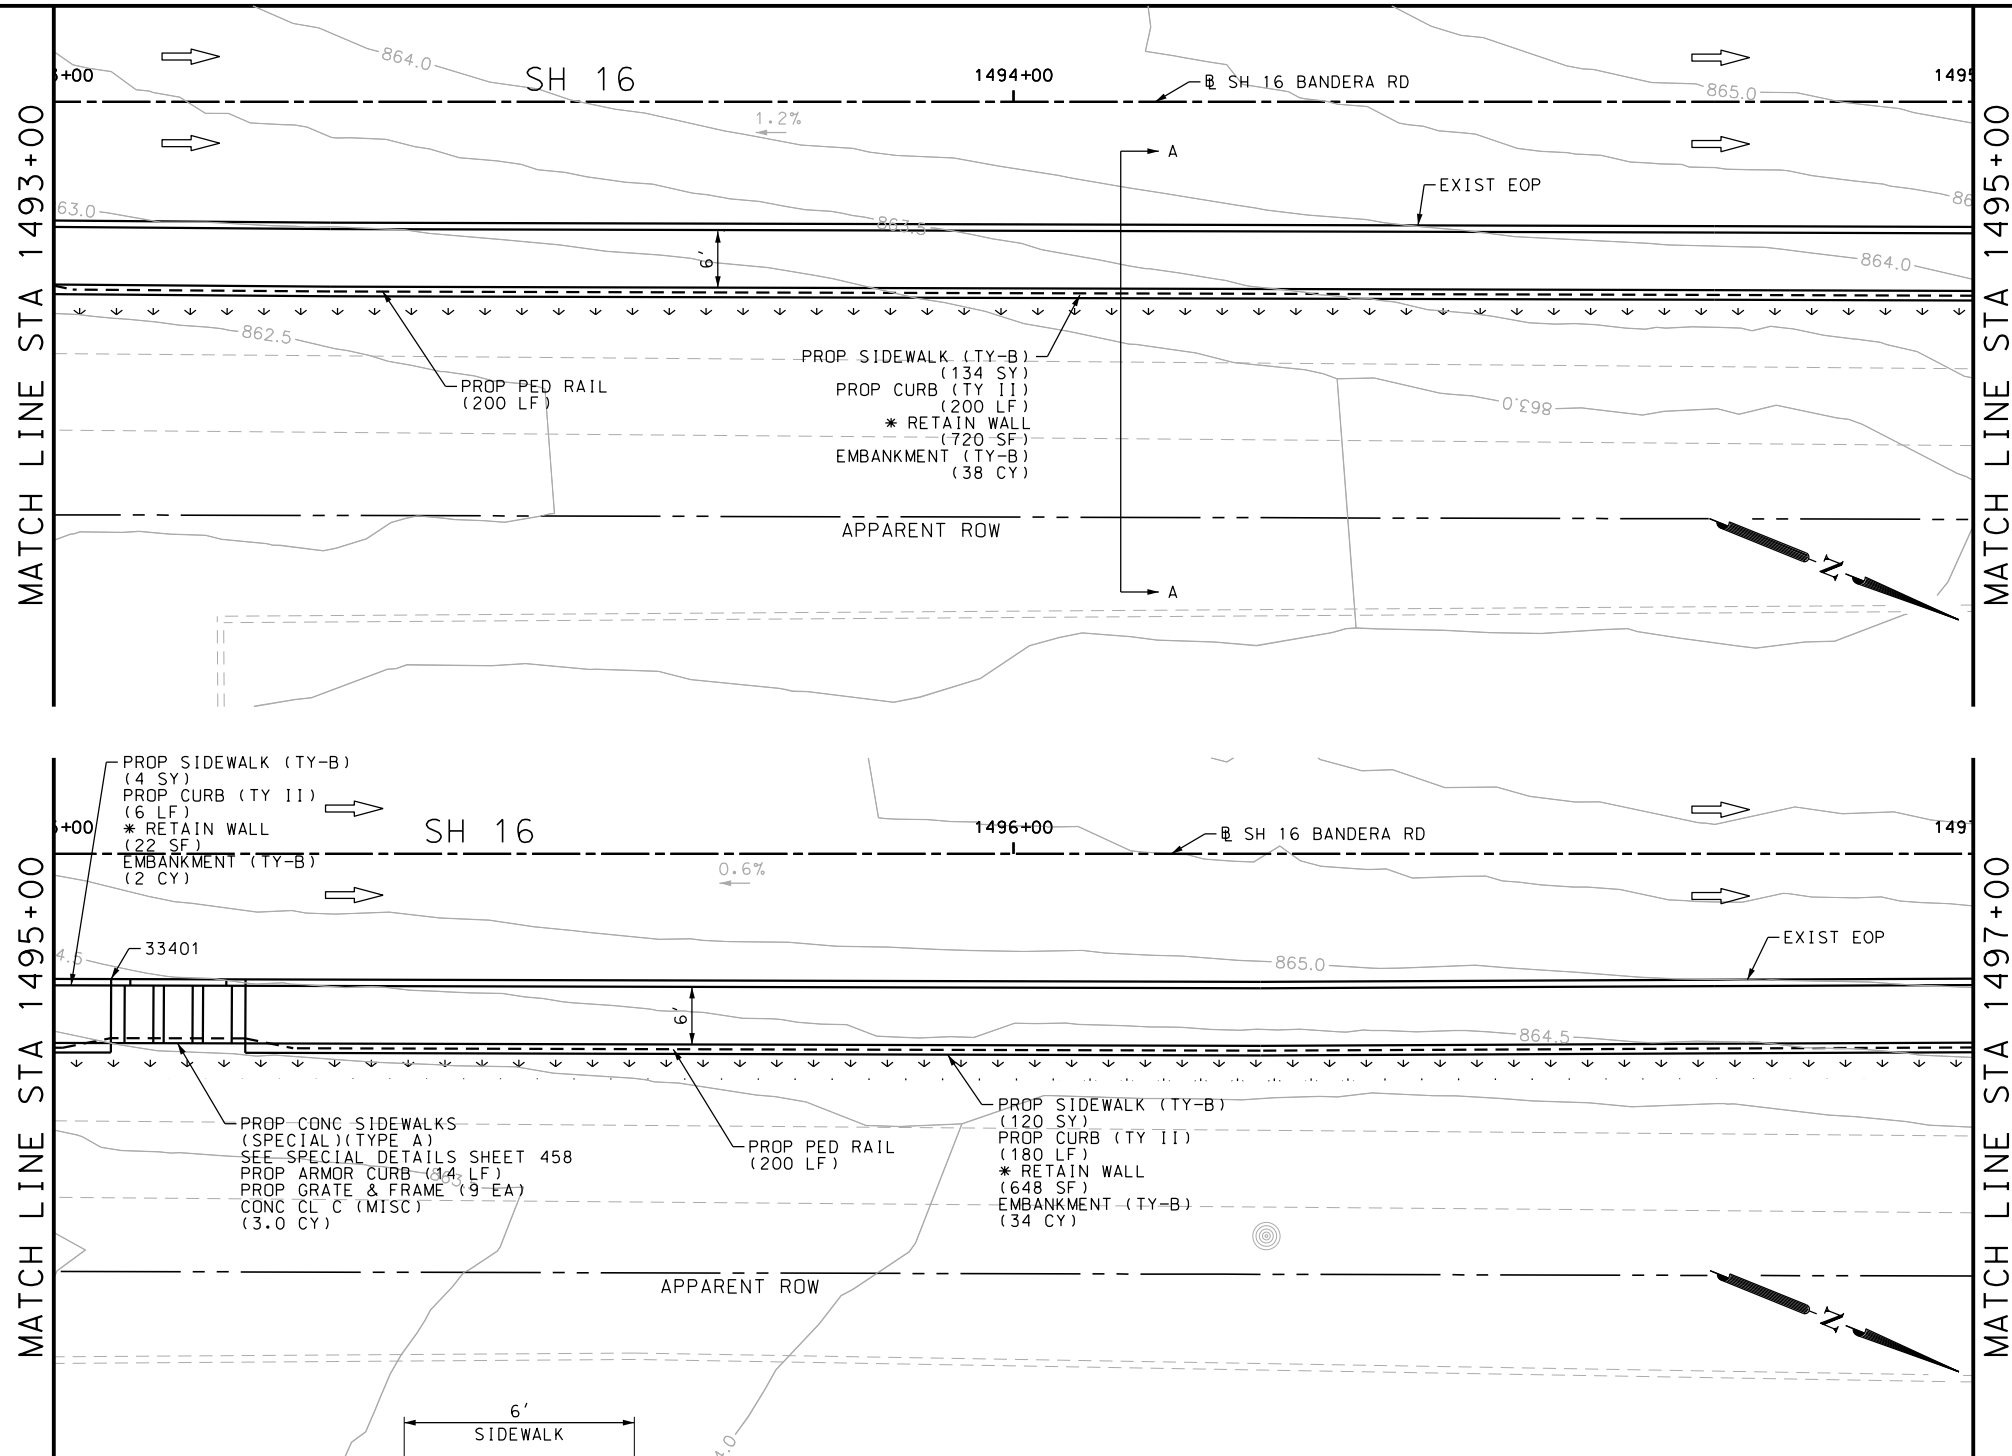 864.0
SH 16
1494+00
℄ SH 16 BANDERA RD
865.0
1.2%
A
EXIST EOP
MATCH LINE STA 1493+00
MATCH LINE STA 1495+00
63.0
863.5
6'
864.0
862.5
PROP PED RAIL
(200 LF)
PROP SIDEWALK (TY-B)
(134 SY)
PROP CURB (TY II)
(200 LF)
* RETAIN WALL
(720 SF)
EMBANKMENT (TY-B)
(38 CY)
863.0
APPARENT ROW
N
A
PROP SIDEWALK (TY-B)
(4 SY)
PROP CURB (TY II)
(6 LF)
* RETAIN WALL
(22 SF)
EMBANKMENT (TY-B)
(2 CY)
SH 16
1496+00
℄ SH 16 BANDERA RD
0.6%
MATCH LINE STA 1495+00
MATCH LINE STA 1497+00
33401
4.5
865.0
EXIST EOP
6'
864.5
PROP CONC SIDEWALKS
(SPECIAL)(TYPE A)
SEE SPECIAL DETAILS SHEET 458
PROP ARMOR CURB (14 LF)
PROP GRATE & FRAME (9 EA)
CONC CL C (MISC)
(3.0 CY)
PROP PED RAIL
(200 LF)
PROP SIDEWALK (TY-B)
(120 SY)
PROP CURB (TY II)
(180 LF)
* RETAIN WALL
(648 SF)
EMBANKMENT (TY-B)
(34 CY)
APPARENT ROW
N
6'
SIDEWALK